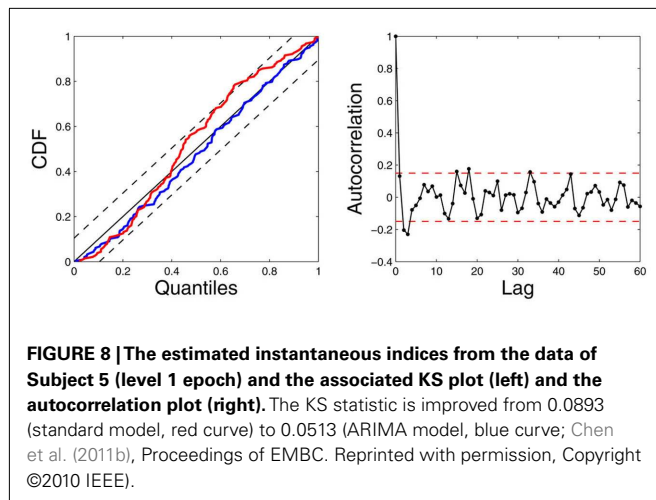 1
0.8
0.6
0.4
0.2
0
0
0.2
0.4
0.6
0.8
1
CDF
Quantiles
1
0.8
0.6
0.4
0.2
0
-0.2
-0.4
0
10
20
30
40
50
60
Autocorrelation
Lag
FIGURE 8 | The estimated instantaneous indices from the data of
Subject 5 (level 1 epoch) and the associated KS plot (left) and the
autocorrelation plot (right). The KS statistic is improved from 0.0893
(standard model, red curve) to 0.0513 (ARIMA model, blue curve; Chen
et al. (2011b), Proceedings of EMBC. Reprinted with permission, Copyright
©2010 IEEE).